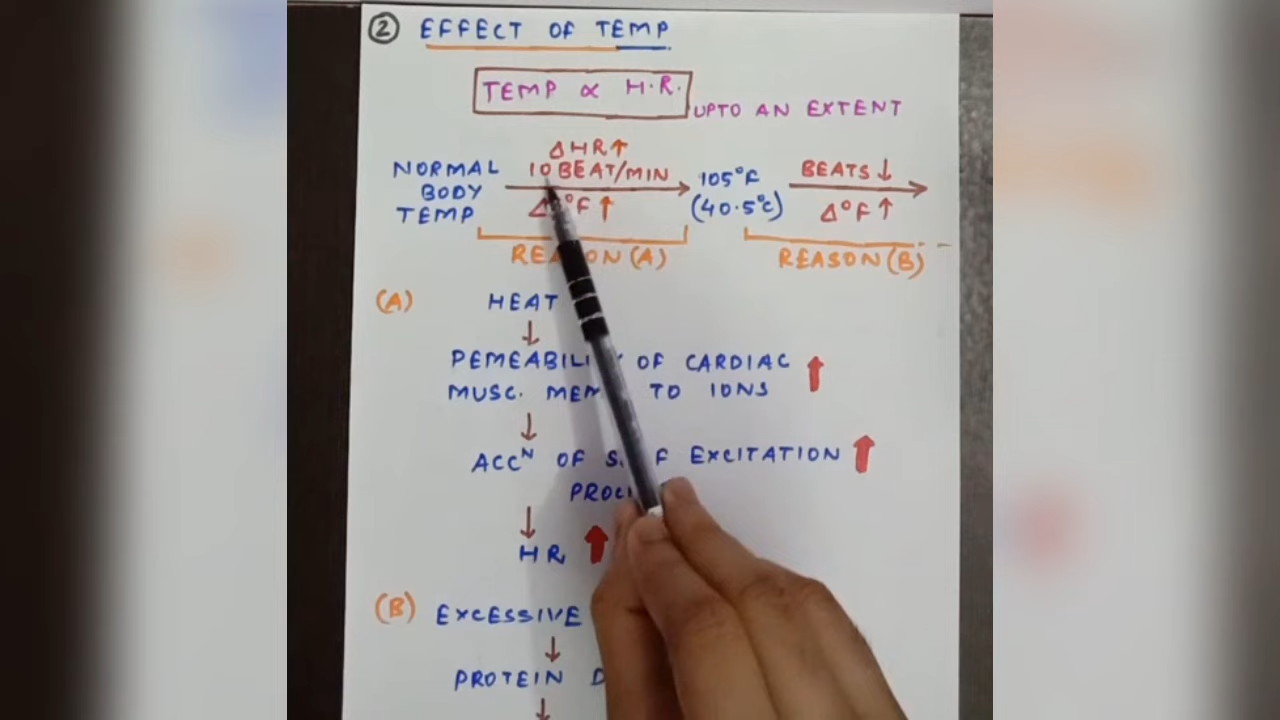 ② EFFECT OF TEMP
TEMP ∝ H.R.
UPTO AN EXTENT
ΔHR↑
NORMAL 10 BEAT/MIN 105°F BEATS ↓
BODY
TEMP Δ °F ↑ (40.5°C) Δ°F ↑
(A) REASON (B)
(A) HEAT
↓
OF CARDIAC ↑
MUSC. TO IONS
↓
ACCᴺ OF EXCITATION ↑
↓
HR ↑
(B) EXCESSIVE
↓
PROTEIN
↓